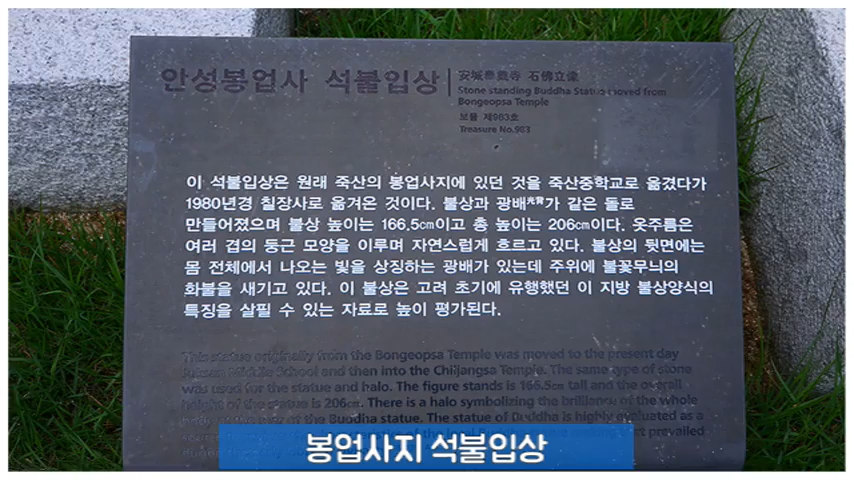 안성봉업사 석불입상
安城奉業寺 石佛立像
Stone standing Buddha Statue moved from
Bongeopsa Temple
보물 제983호
Treasure No.983
이 석불입상은 원래 죽산의 봉업사지에 있던 것을 죽산중학교로 옮겼다가
1980년경 칠장사로 옮겨온 것이다. 불상과 광배光背가 같은 돌로
만들어졌으며 불상 높이는 166.5cm이고 총 높이는 206cm이다. 옷주름은
여러 겹의 둥근 모양을 이루며 자연스럽게 흐르고 있다. 불상의 뒷면에는
몸 전체에서 나오는 빛을 상징하는 광배가 있는데 주위에 불꽃무늬의
화불을 새기고 있다. 이 불상은 고려 초기에 유행했던 이 지방 불상양식의
특징을 살필 수 있는 자료로 높이 평가된다.
This statue originally from the Bongeopsa Temple was moved to the present day
Juksan Middle School and then into the Chiljangsa Temple. The same type of stone
was used for the statue and halo. The figure stands is 166.5cm tall and the overall
height of the statue is 206cm. There is a halo symbolizing the brilliance of the whole
of the Buddha statue. The statue of Buddha is highly evaluated as a
of the local prevailed
봉업사지 석불입상